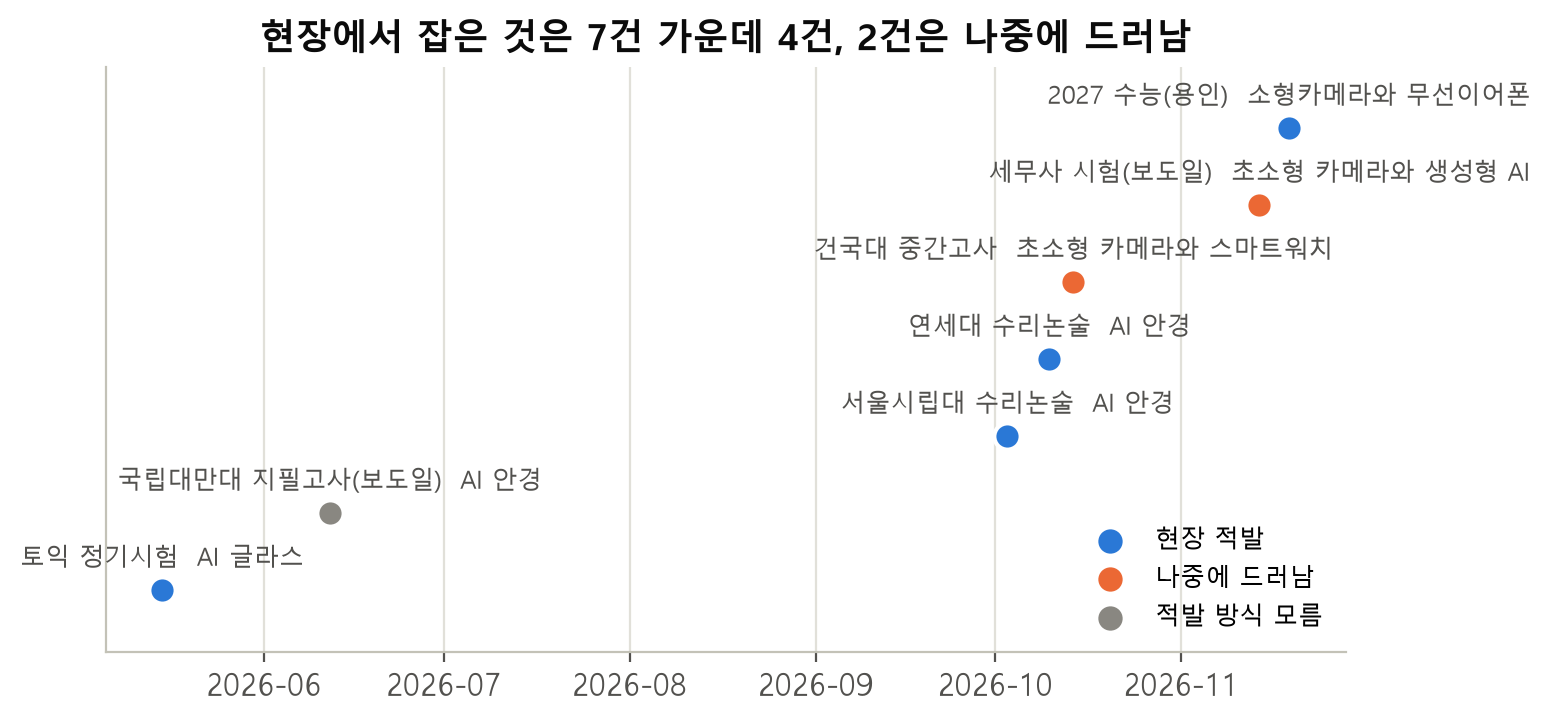 현장에서 잡은 것은 7건 가운데 4건, 2건은 나중에 드러남
2027 수능(용인)  소형카메라와 무선이어폰
세무사 시험(보도일)  초소형 카메라와 생성형 AI
건국대 중간고사  초소형 카메라와 스마트워치
연세대 수리논술  AI 안경
서울시립대 수리논술  AI 안경
국립대만대 지필고사(보도일)  AI 안경
토익 정기시험  AI 글라스
현장 적발
나중에 드러남
적발 방식 모름
2026-06 2026-07 2026-08 2026-09 2026-10 2026-11